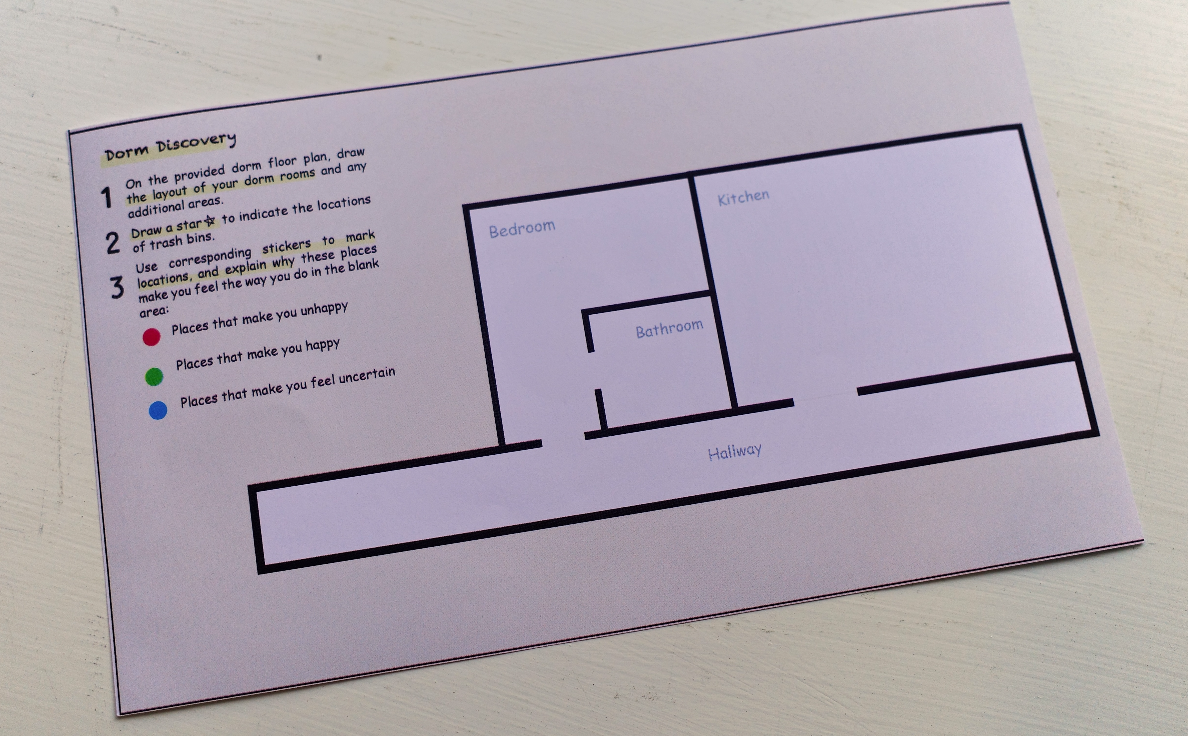 Dorm Discovery
1 On the provided dorm floor plan, draw
the layout of your dorm rooms and any
additional areas.
2 Draw a star☆ to indicate the locations
of trash bins.
3 Use corresponding stickers to mark
locations, and explain why these places
make you feel the way you do in the blank
area:
Places that make you unhappy
Places that make you happy
Places that make you feel uncertain
Bedroom
Kitchen
Bathroom
Hallway